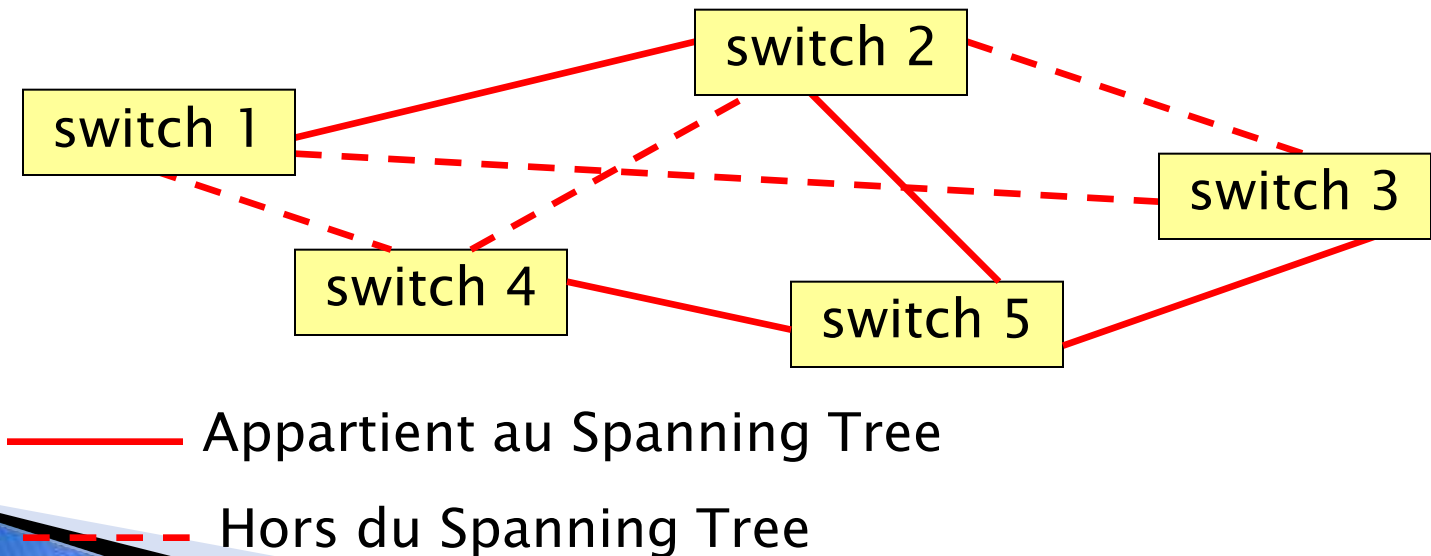 switch 2
switch 1
switch 3
switch 4
switch 5
Appartient au Spanning Tree
Hors du Spanning Tree